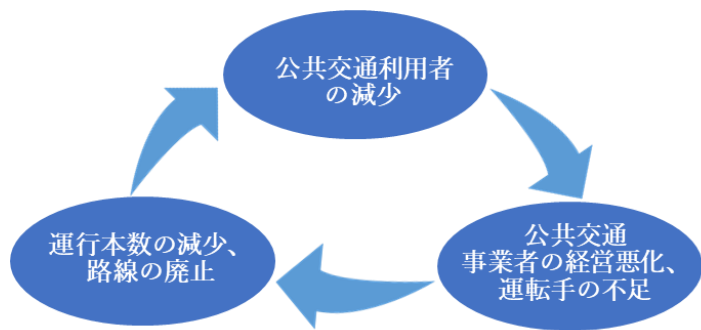 公共交通利用者
の減少
公共交通
事業者の経営悪化、
運転手の不足
運行本数の減少、
路線の廃止